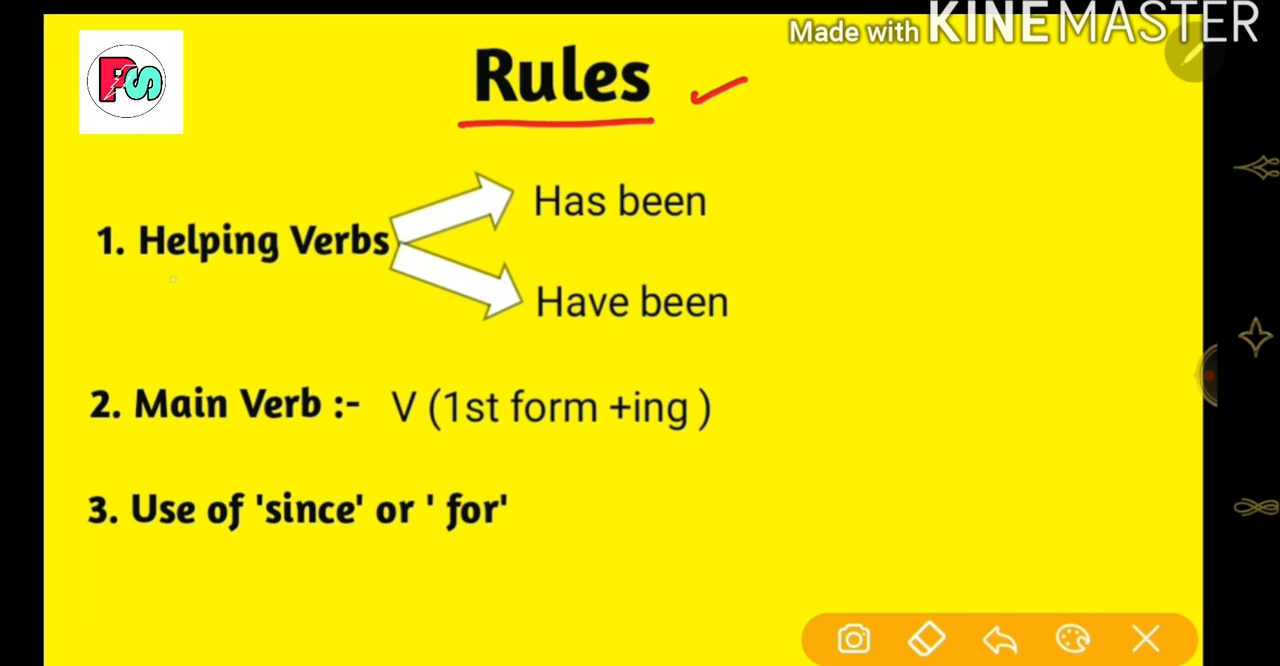 Made with KINEMASTER
PS
Rules
Has been
1. Helping Verbs
Have been
2. Main Verb :- V (1st form +ing )
3. Use of 'since' or ' for'